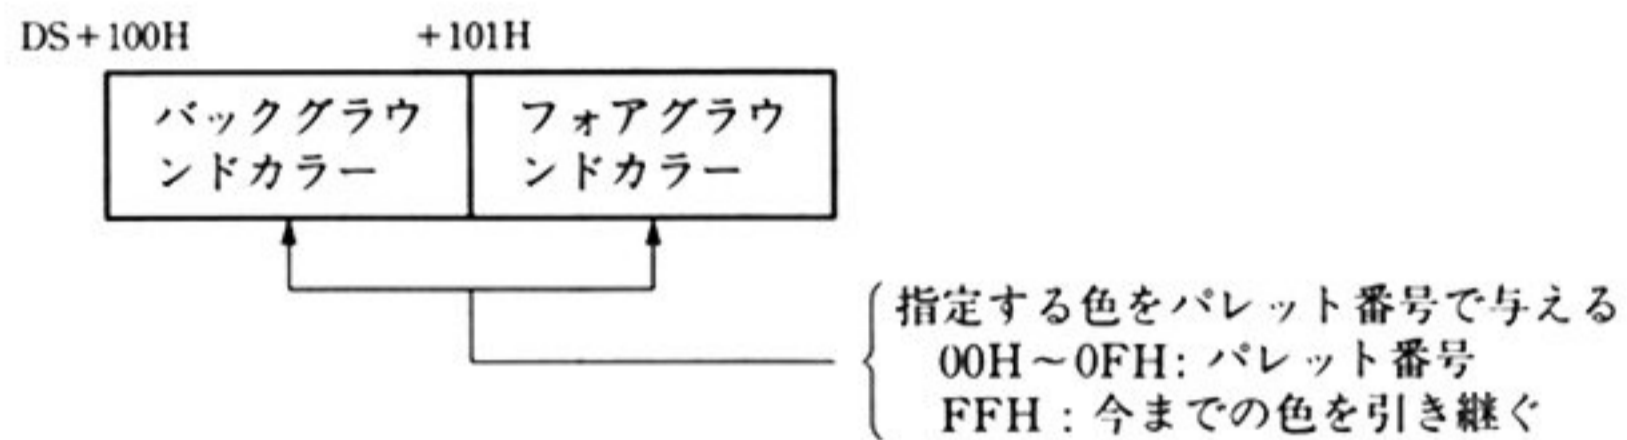 DS+100H +101H
バックグラウ
ンドカラー
フォアグラウ
ンドカラー
指定する色をパレット番号で与える
00H～0FH: パレット番号
FFH : 今までの色を引き継ぐ